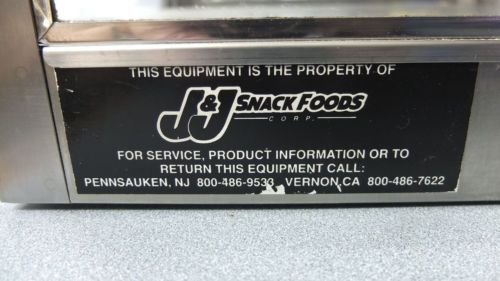 THIS EQUIPMENT IS THE PROPERTY OF
J&J SNACK FOODS
CORP.
FOR SERVICE, PRODUCT INFORMATION OR TO
RETURN THIS EQUIPMENT CALL:
PENNSAUKEN, NJ 800-486-9533 VERNON, CA 800-486-7622